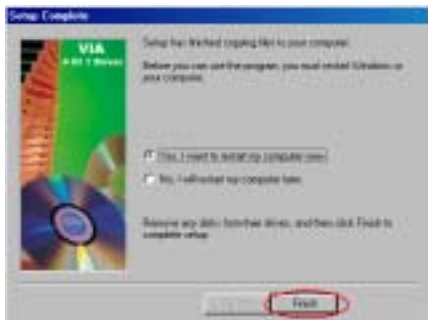 Setup Complete
VIA
4 in 1 Drivers
Setup has finished copying files to your computer.
Before you can use the program, you must restart Windows or
your computer.
Yes, I want to restart my computer now.
No, I will restart my computer later.
Remove any disks from their drives, and then click Finish to
complete setup.
Finish